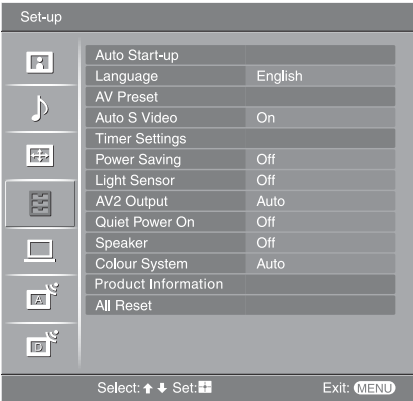 Set-up
Auto Start-up
Language English
AV Preset
Auto S Video On
Timer Settings
Power Saving Off
Light Sensor Off
AV2 Output Auto
Quiet Power On Off
Speaker Off
Colour System Auto
Product Information
All Reset
A
D
Select: Set: Exit: MENU